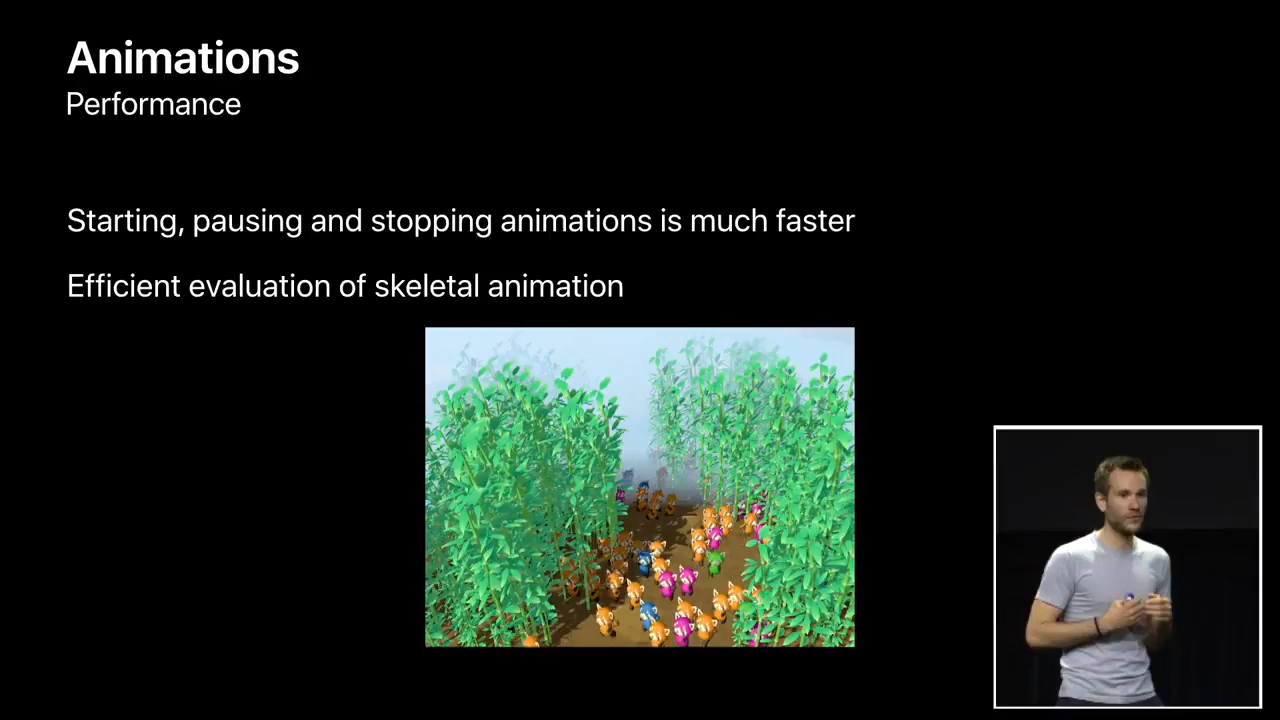 Animations
Performance
Starting, pausing and stopping animations is much faster
Efficient evaluation of skeletal animation